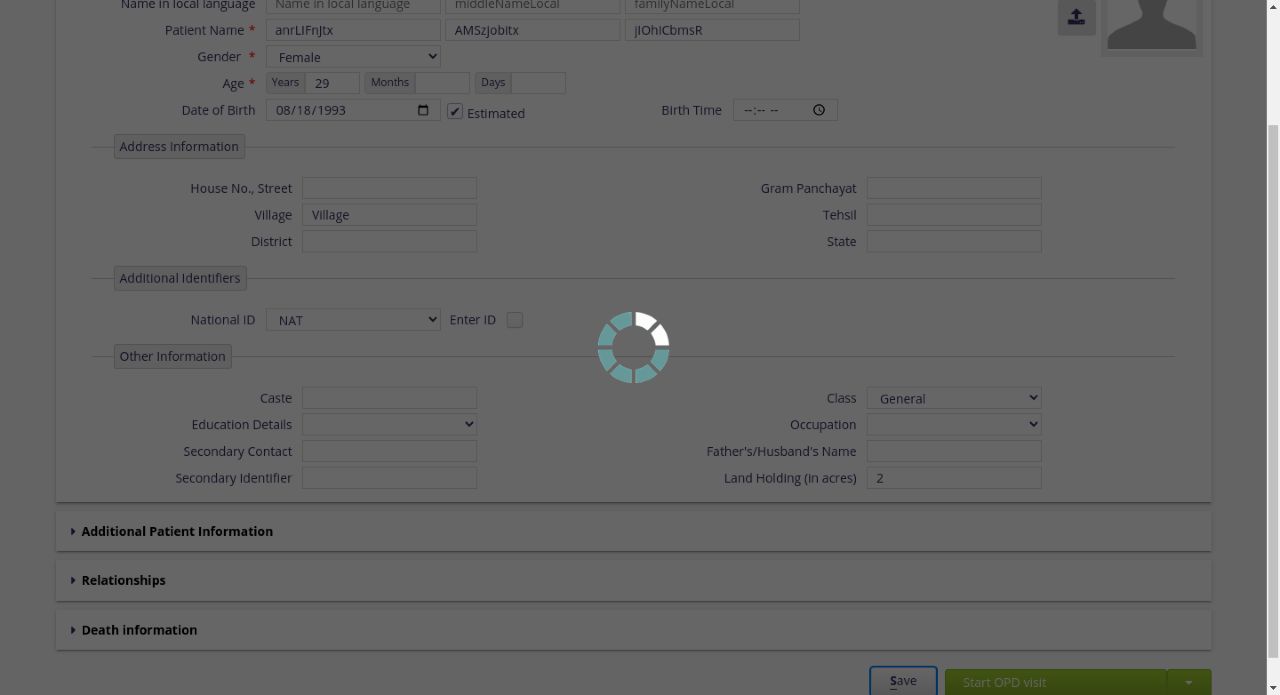 Name in local language Name in local language middleNameLocal familyNameLocal
Patient Name * anrLIFnJtx AMSzJobItx jIOhiCbmsR
Gender * Female
Age * Years 29 Months Days
Date of Birth 08/18/1993 Estimated Birth Time --:-- --
Address Information
House No., Street Gram Panchayat
Village Village Tehsil
District State
Additional Identifiers
National ID NAT Enter ID
Other Information
Caste Class General
Education Details Occupation
Secondary Contact Father's/Husband's Name
Secondary Identifier Land Holding (in acres) 2
Additional Patient Information
Relationships
Death information
Save Start OPD visit